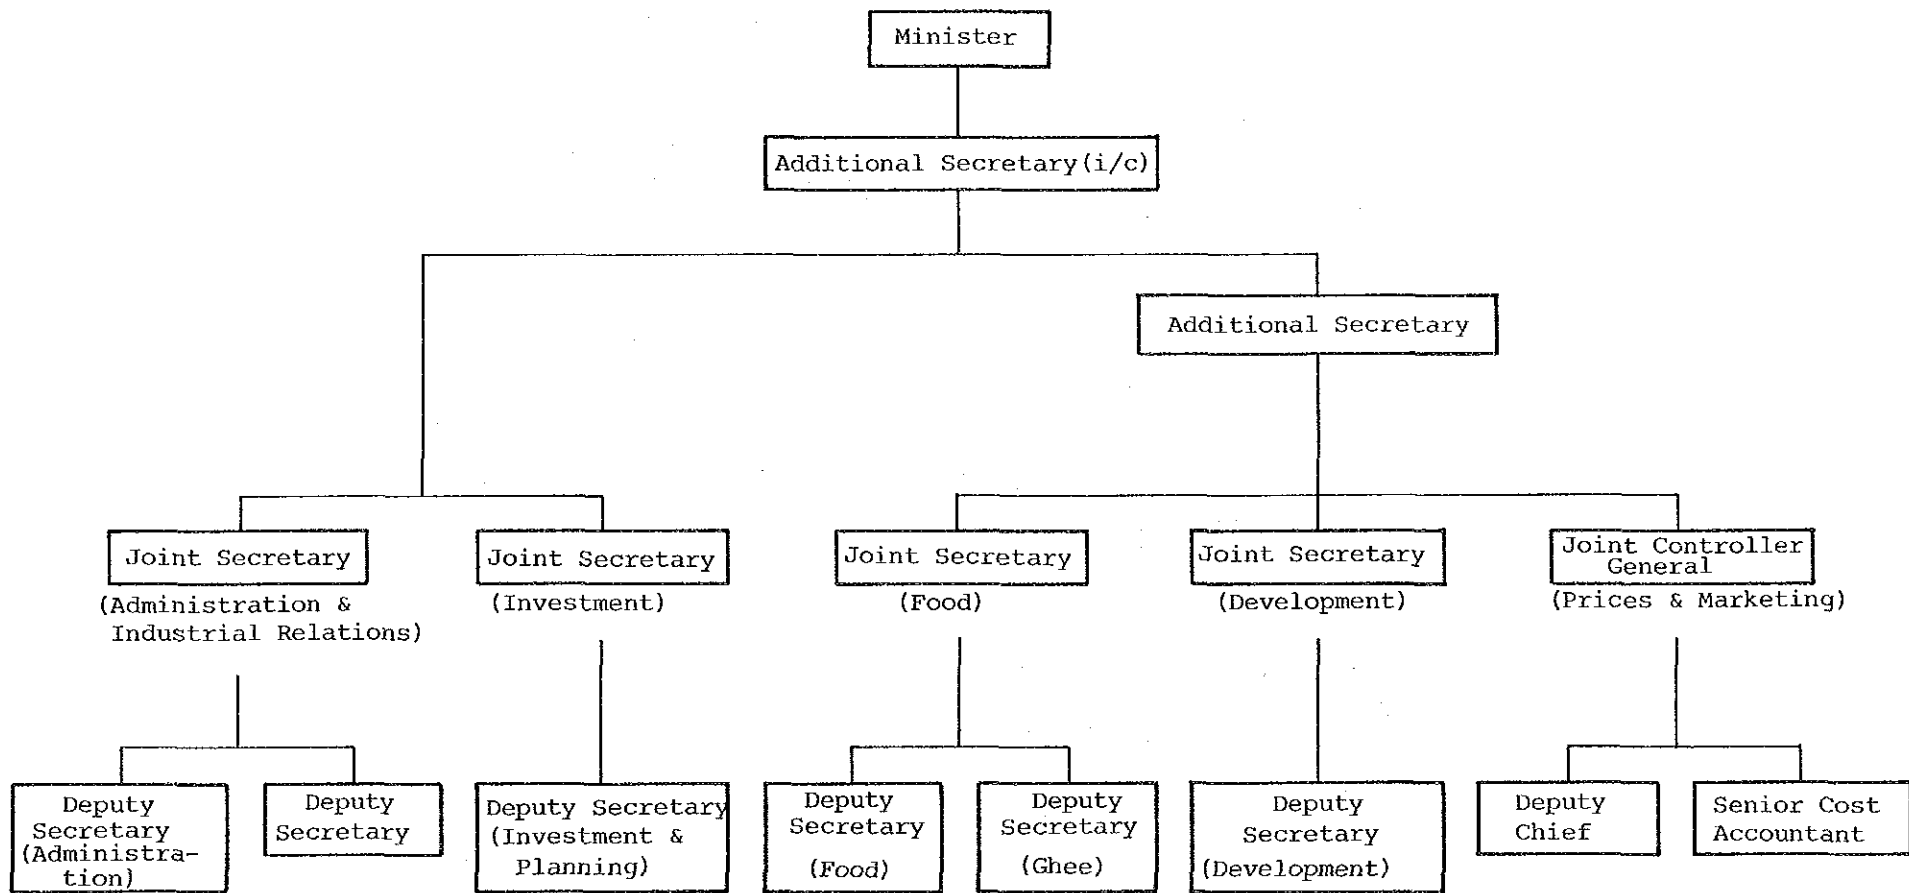 Minister
Additional Secretary(i/c)
Additional Secretary
Joint Secretary
(Administration &
Industrial Relations)
Joint Secretary
(Investment)
Joint Secretary
(Food)
Joint Secretary
(Development)
Joint Controller
General
(Prices & Marketing)
Deputy
Secretary
(Administra-
tion)
Deputy
Secretary
Deputy Secretary
(Investment &
Planning)
Deputy
Secretary
(Food)
Deputy
Secretary
(Ghee)
Deputy
Secretary
(Development)
Deputy
Chief
Senior Cost
Accountant